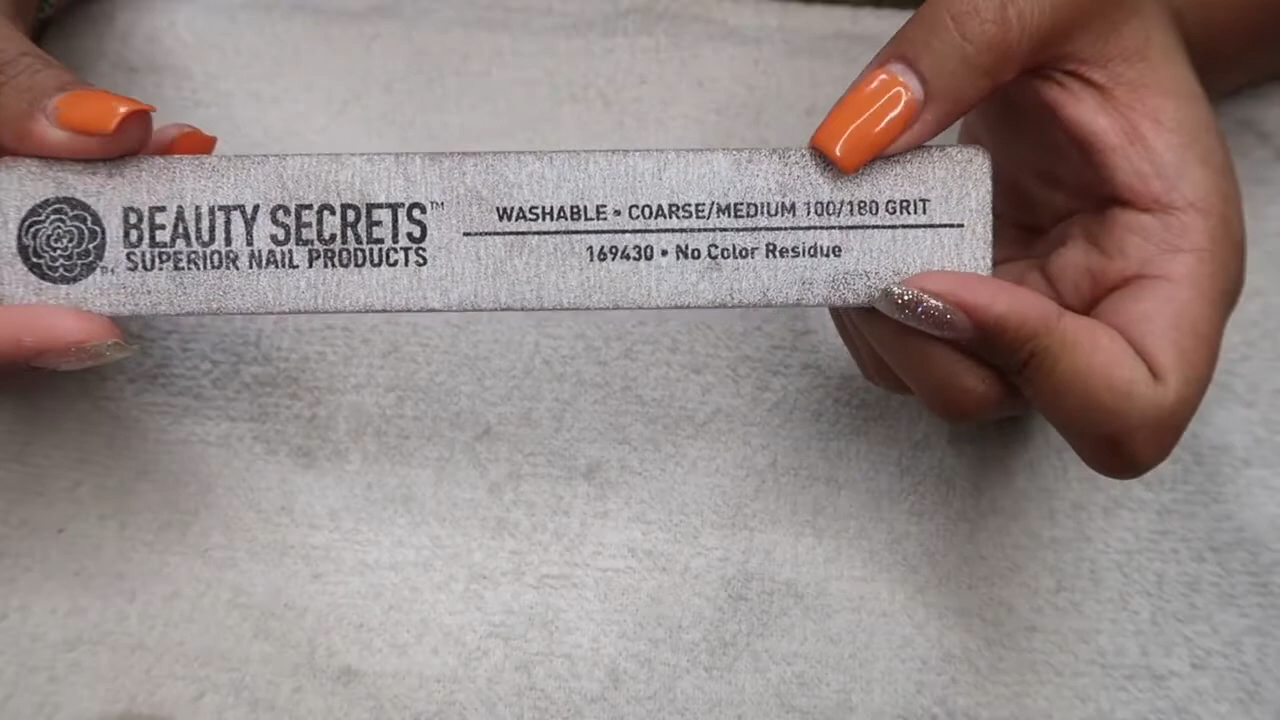 BEAUTY SECRETS™
SUPERIOR NAIL PRODUCTS
WASHABLE • COARSE/MEDIUM 100/180 GRIT
169430 • No Color Residue